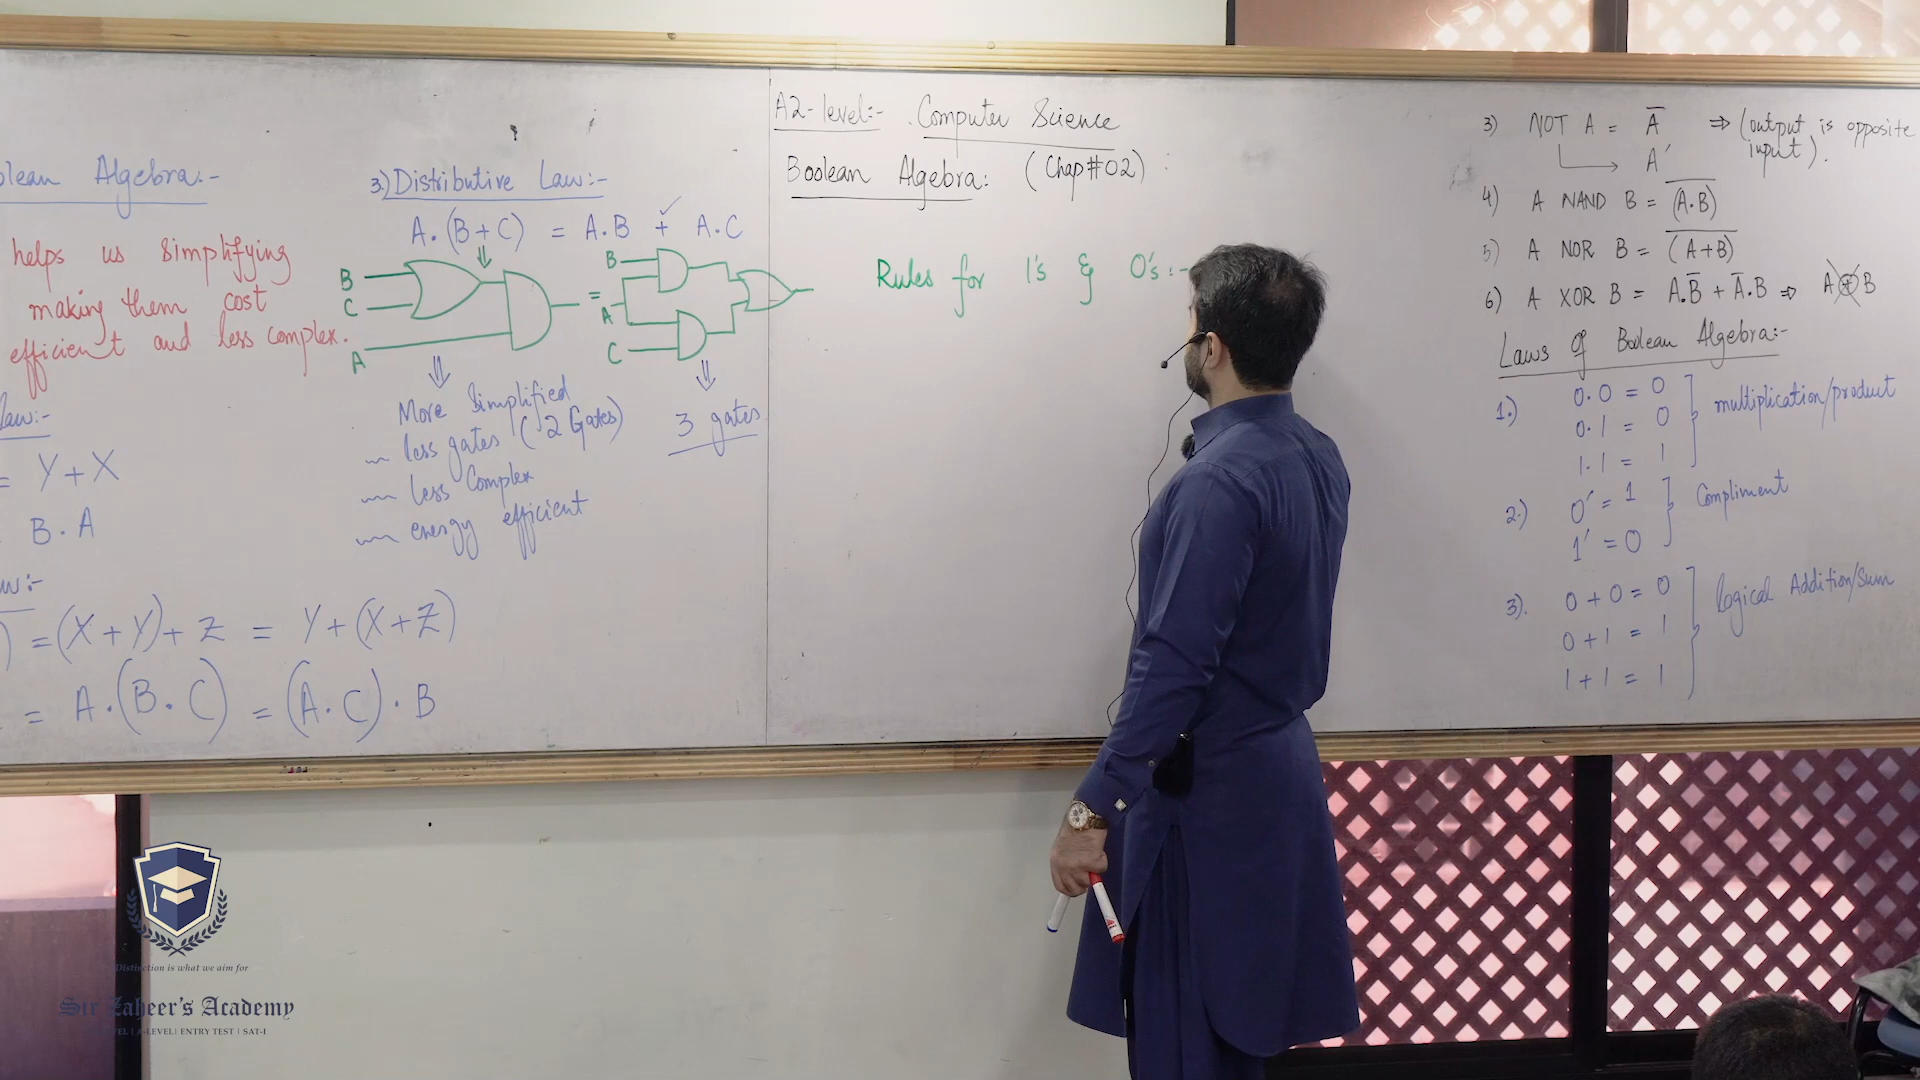 Algebra:-
helps us simplifying
making them cost
efficient and less complex.
= Y+X
B.A
= (X+Y)+Z = Y+(X+Z)
= A.(B.C) = (A.C).B
3) Distributive Law:-
A.(B+C) = A.B + A.C
B
C
A
=
B
A
C
More Simplified
less gates (2 Gates)
less Complex
energy efficient
3 gates
A2-level:- Computer Science
Boolean Algebra: (Chap#02)
Rules for 1's & 0's:-
3) NOT A = A̅ ⇒ (output is opposite
A' input).
4) A NAND B = (A.B)̅
5) A NOR B = (A+B)̅
6) A XOR B = A.B̅ + A̅.B ⇒ A⊕B
Laws of Boolean Algebra:-
1.) 0.0 = 0
0.1 = 0 multiplication/product
1.1 = 1
2.) 0' = 1 Compliment
1' = 0
3). 0+0=0
0+1 = 1 logical Addition/Sum
1+1 = 1
Distinction is what we aim for
Sir Zaheer's Academy
A-LEVEL | ENTRY TEST | SAT-I